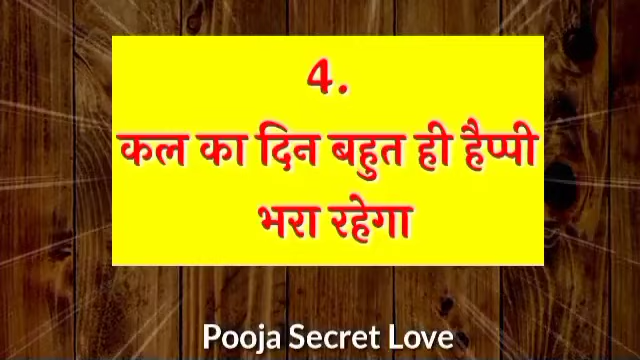 4.
कल का दिन बहुत ही हैप्पी
भरा रहेगा
Pooja Secret Love